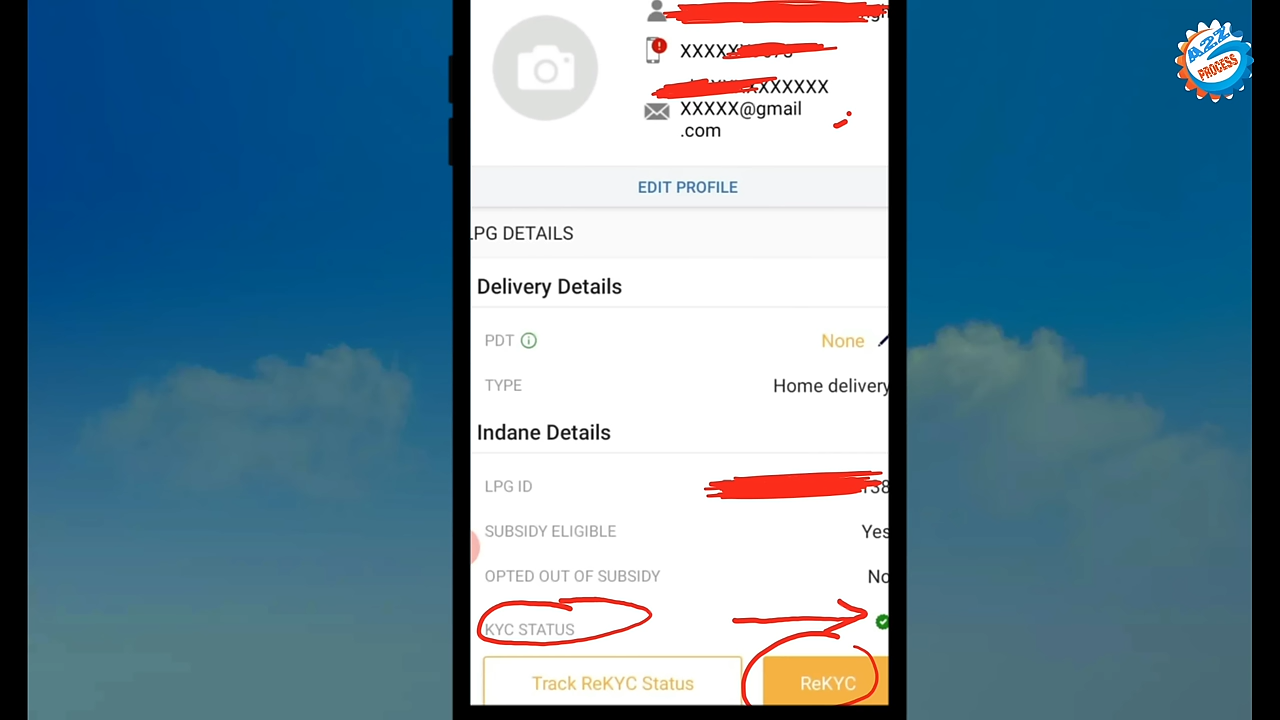 A2Z
PROCESS
XXXXX
XXXXXX
XXXXX@gmail
.com
EDIT PROFILE
LPG DETAILS
Delivery Details
PDT
None
TYPE
Home delivery
Indane Details
LPG ID
SUBSIDY ELIGIBLE
Yes
OPTED OUT OF SUBSIDY
No
KYC STATUS
Track ReKYC Status
ReKYC